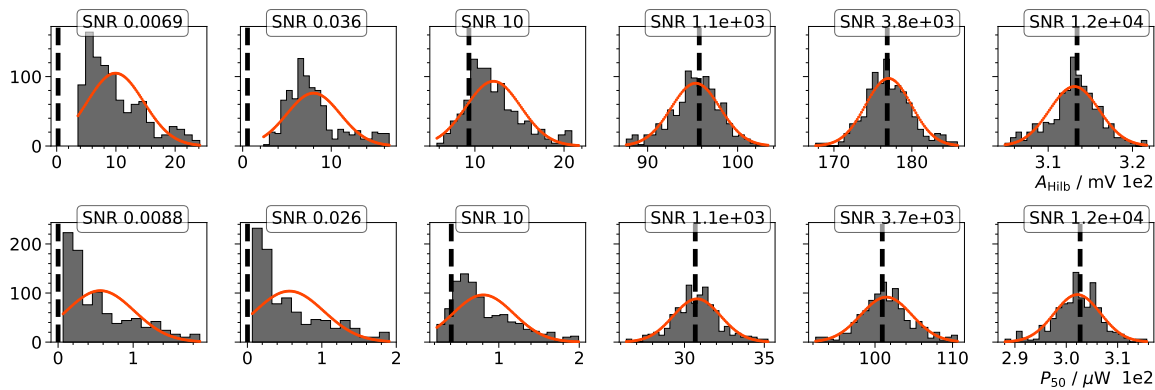 SNR 0.0069 SNR 0.036 SNR 10 SNR 1.1e+03 SNR 3.8e+03 SNR 1.2e+04
100
0
0 10 20 0 10 10 20 90 100 170 180 3.1 3.2
A_Hilb / mV 1e2
SNR 0.0088 SNR 0.026 SNR 10 SNR 1.1e+03 SNR 3.7e+03 SNR 1.2e+04
200
100
0
0 1 0 1 2 1 2 30 35 100 110 2.9 3.0 3.1
P_50 / μW 1e2